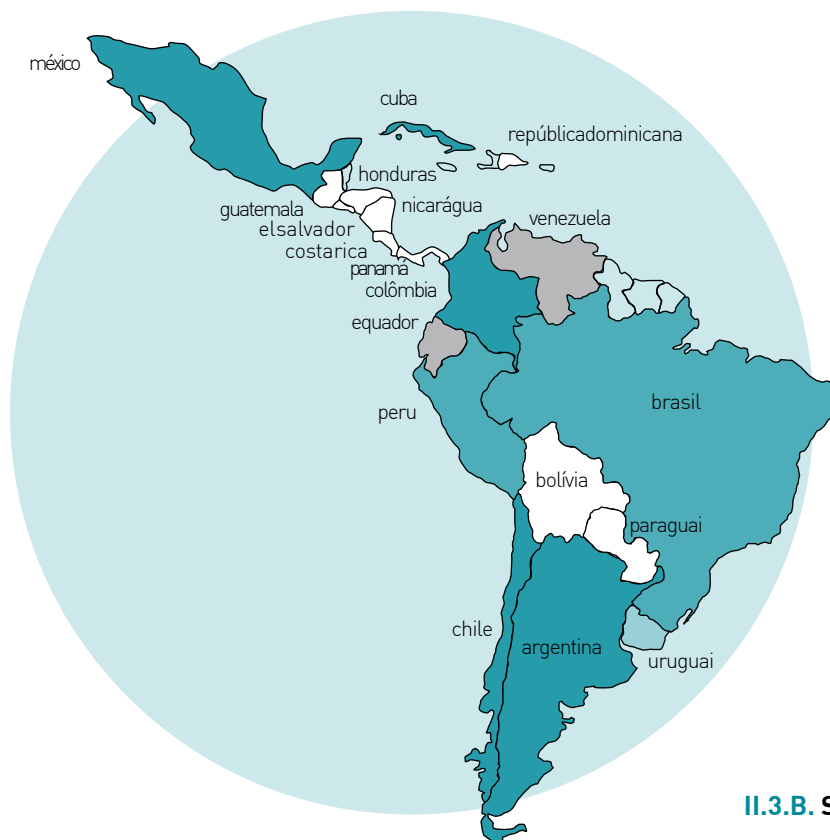 méxico
cuba
repúblicadominicana
honduras
guatemala
nicarágua
elsalvador
venezuela
costarica
panamá
colômbia
equador
peru
brasil
bolívia
paraguai
chile
argentina
uruguai
II.3.B. S